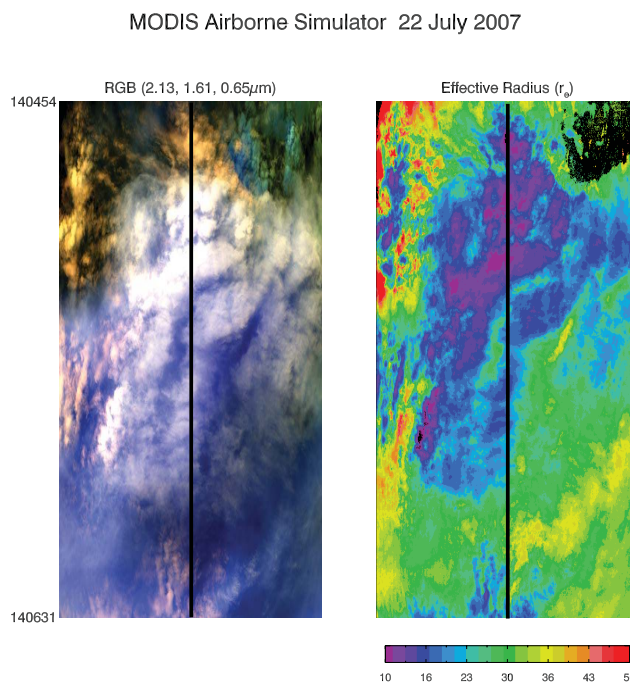 MODIS Airborne Simulator 22 July 2007
RGB (2.13, 1.61, 0.65µm)
Effective Radius (rₑ)
140454
140631
10 16 23 30 36 43 5